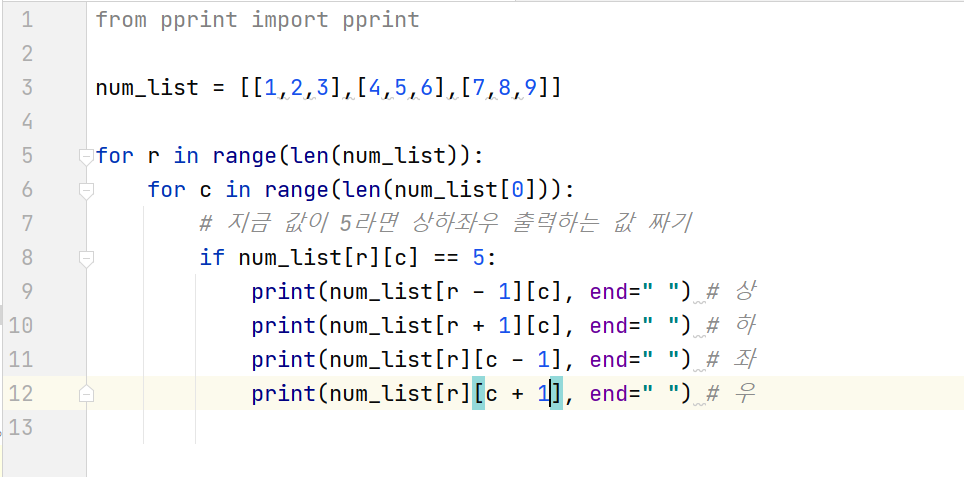 1 from pprint import pprint
2
3 num_list = [[1,2,3],[4,5,6],[7,8,9]]
4
5 for r in range(len(num_list)):
6     for c in range(len(num_list[0])):
7         # 지금 값이 5라면 상하좌우 출력하는 값 짜기
8         if num_list[r][c] == 5:
9             print(num_list[r - 1][c], end=" ") # 상
10             print(num_list[r + 1][c], end=" ") # 하
11             print(num_list[r][c - 1], end=" ") # 좌
12             print(num_list[r][c + 1], end=" ") # 우
13